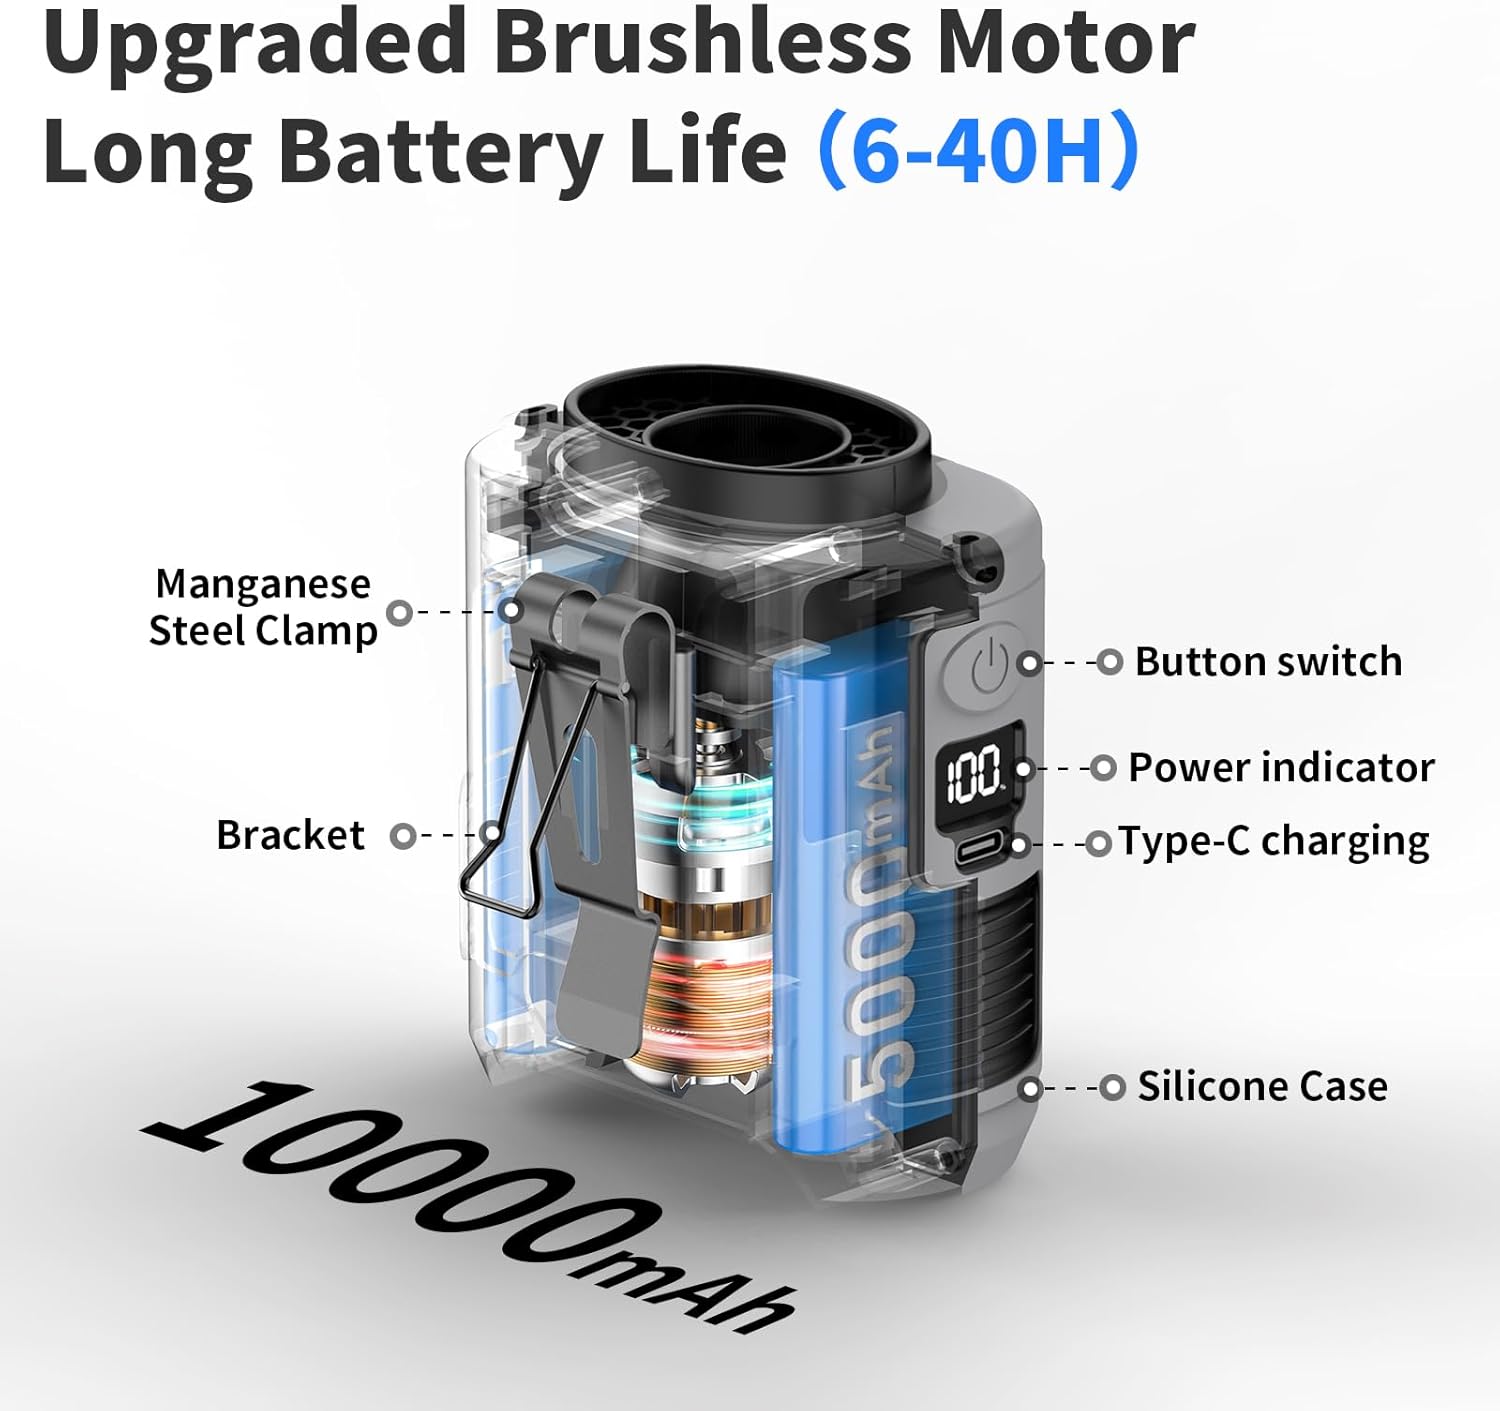 Upgraded Brushless Motor
Long Battery Life (6-40H)
Manganese
Steel Clamp
Bracket
Button switch
100%
Power indicator
Type-C charging
5000mAh
Silicone Case
10000mAh